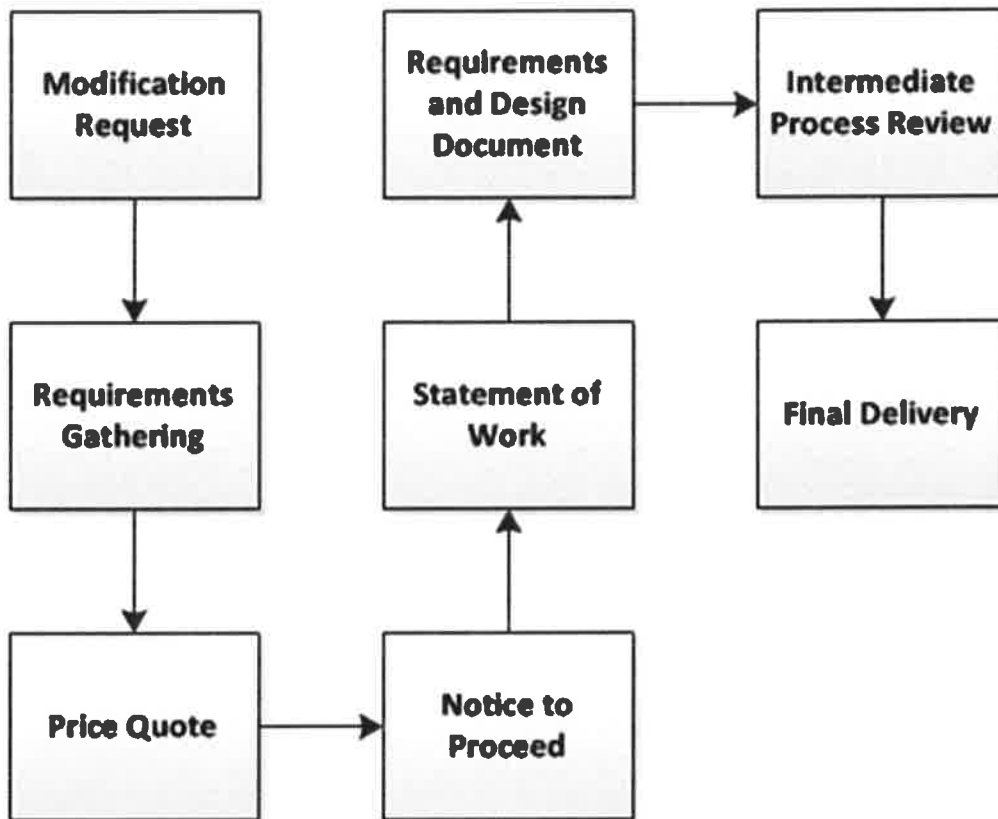 Modification
Request
Requirements
Gathering
Price Quote
Notice to
Proceed
Statement of
Work
Requirements
and Design
Document
Intermediate
Process Review
Final Delivery